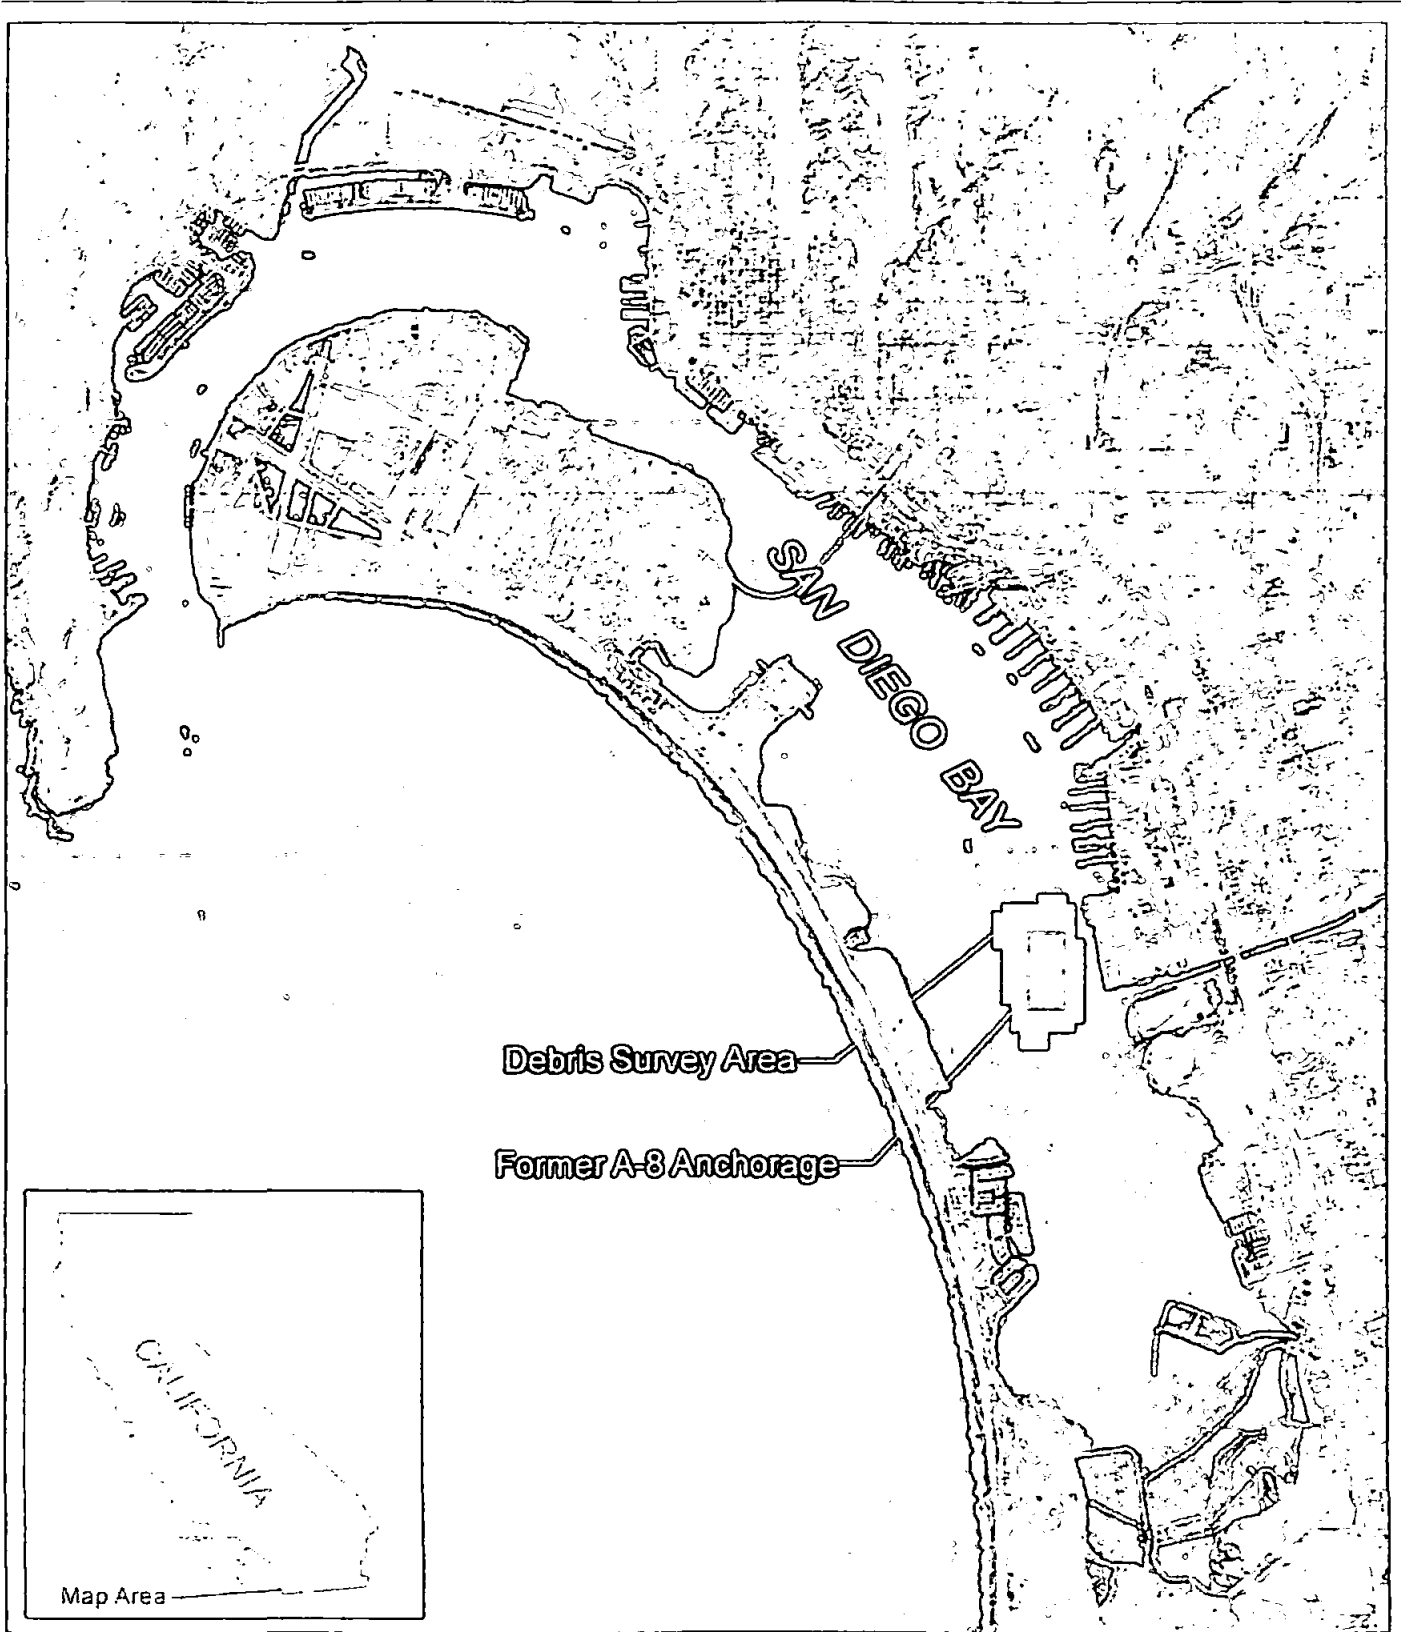 SAN DIEGO BAY
Debris Survey Area
Former A-8 Anchorage
CALIFORNIA
Map Area